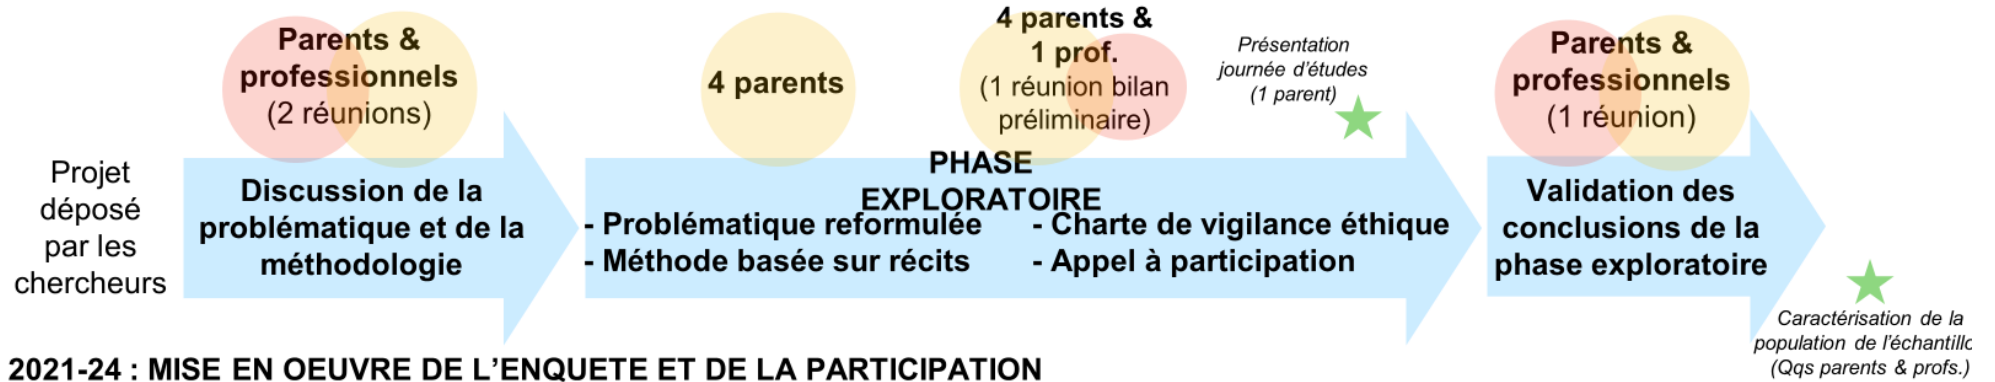 Projet
déposé
par les
chercheurs
Parents &
professionnels
(2 réunions)
Discussion de la
problématique et de la
méthodologie
4 parents
4 parents &
1 prof.
(1 réunion bilan
préliminaire)
Présentation
journée d'études
(1 parent)
PHASE
EXPLORATOIRE
- Problématique reformulée
- Méthode basée sur récits
- Charte de vigilance éthique
- Appel à participation
Parents &
professionnels
(1 réunion)
Validation des
conclusions de la
phase exploratoire
Caractérisation de la
population de l'échantillo
(Qqs parents & profs.)
2021-24 : MISE EN OEUVRE DE L'ENQUETE ET DE LA PARTICIPATION